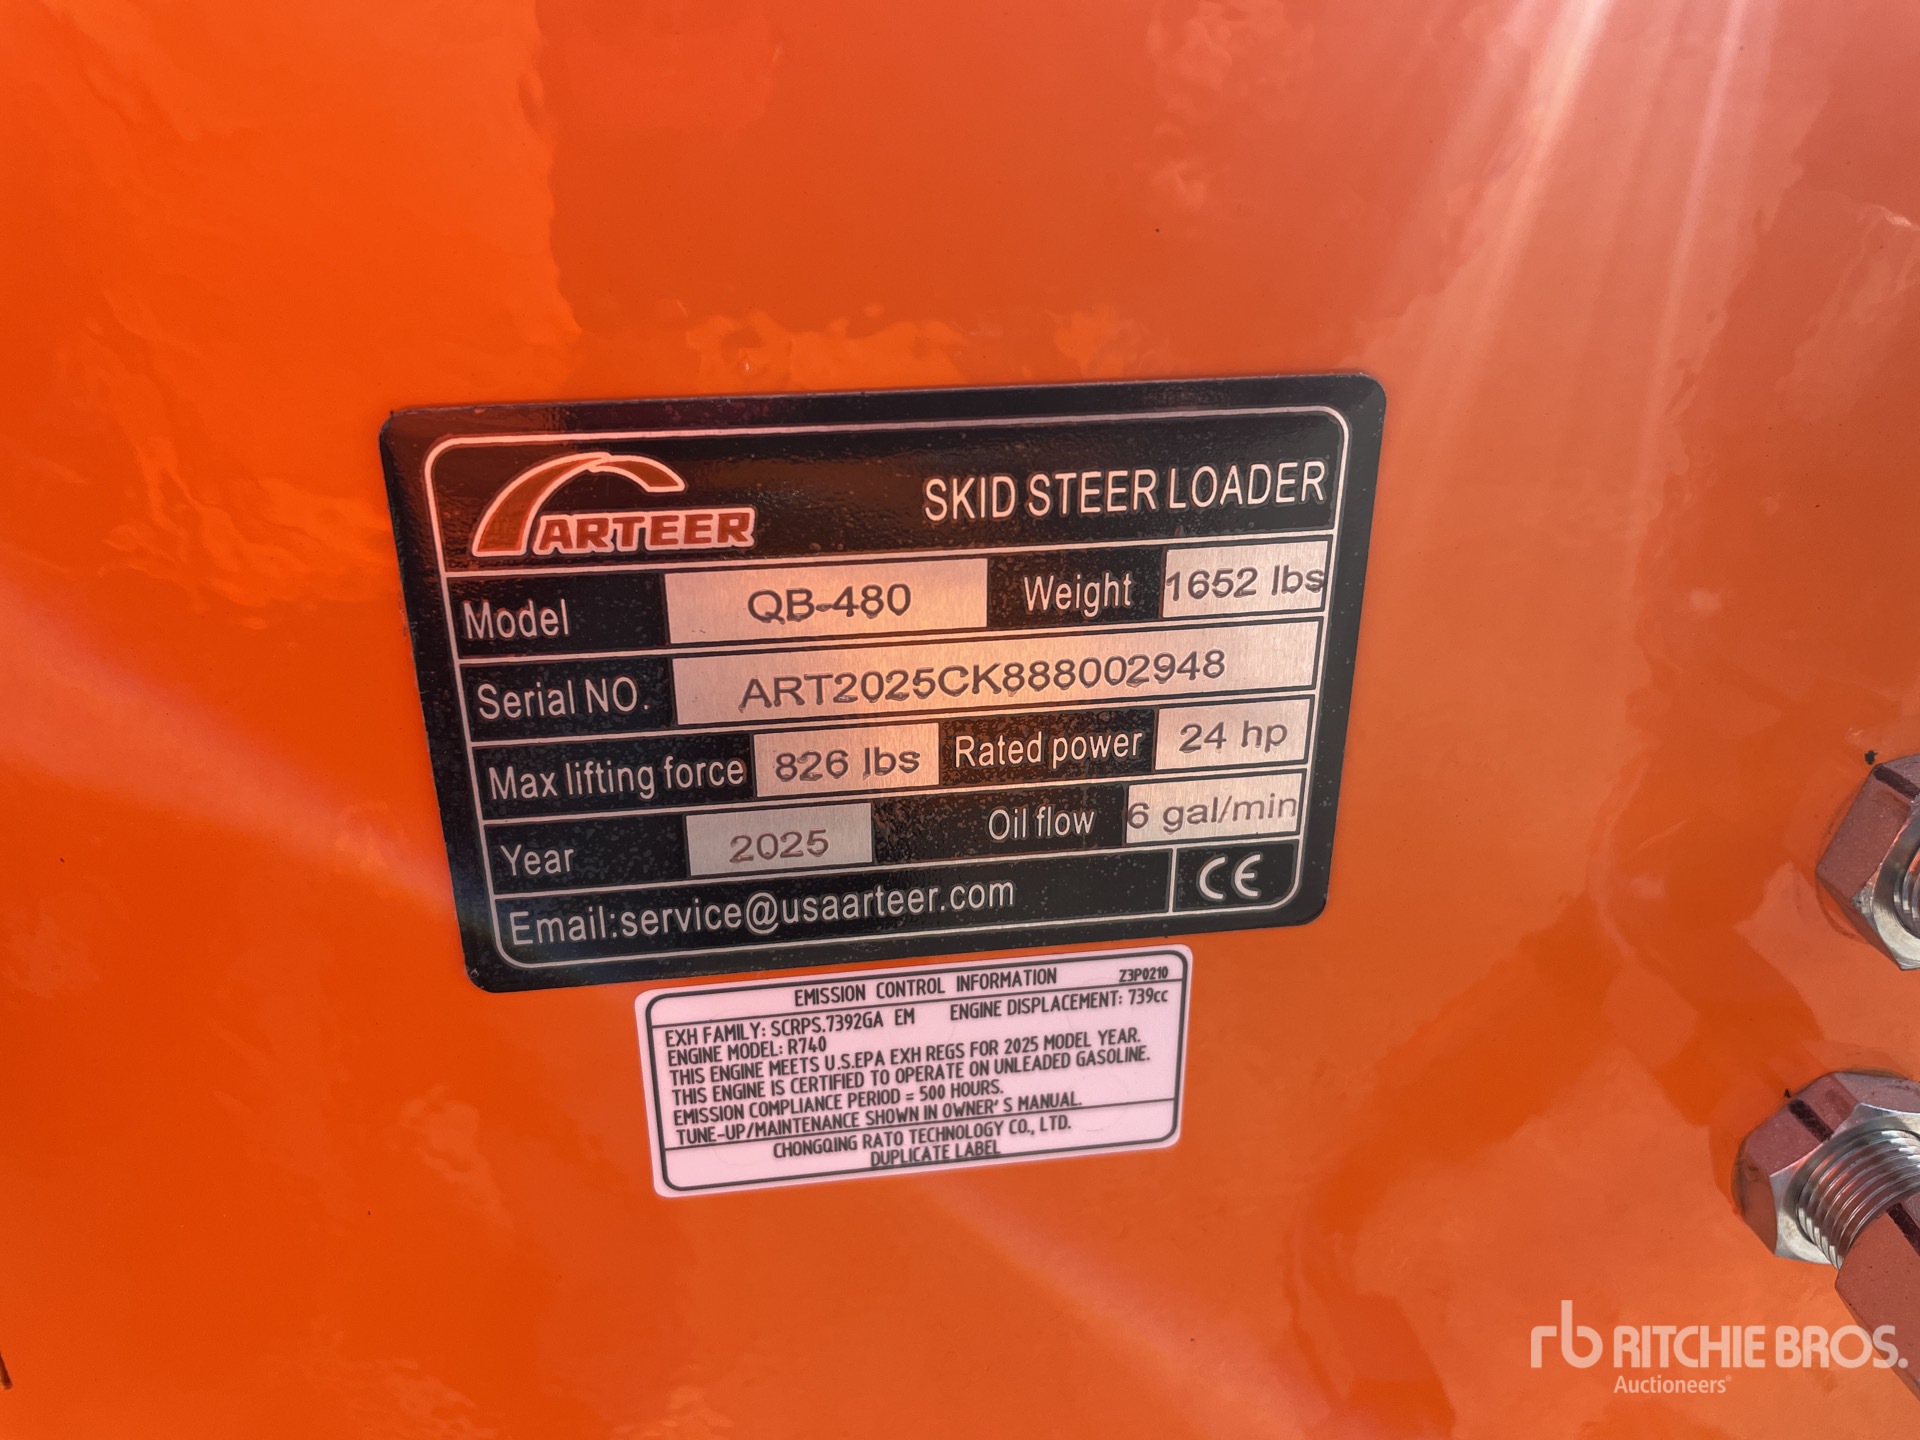 ARTEER SKID STEER LOADER
Model QB-480 Weight 1652 lbs
Serial NO. ART2025CK888002948
Max lifting force 826 lbs Rated power 24 hp
Year 2025 Oil flow 6 gal/min
Email:service@usaarteer.com CE
EMISSION CONTROL INFORMATION Z3P0210
EXH FAMILY: SCRPS.7392GA EM ENGINE DISPLACEMENT: 739cc
ENGINE MODEL: R740
THIS ENGINE MEETS U.S.EPA EXH REGS FOR 2025 MODEL YEAR.
THIS ENGINE IS CERTIFIED TO OPERATE ON UNLEADED GASOLINE.
EMISSION COMPLIANCE PERIOD = 500 HOURS.
TUNE-UP/MAINTENANCE SHOWN IN OWNER'S MANUAL.
CHONGQING RATO TECHNOLOGY CO., LTD.
DUPLICATE LABEL
rb RITCHIE BROS.
Auctioneers